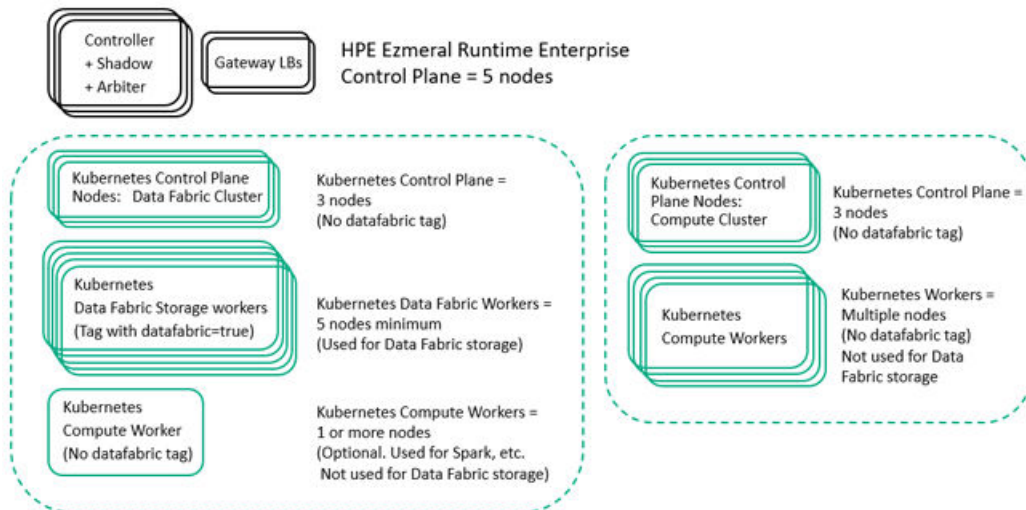 Controller
+ Shadow
+ Arbiter
Gateway LBs
HPE Ezmeral Runtime Enterprise
Control Plane = 5 nodes
Kubernetes Control Plane
Nodes: Data Fabric Cluster
Kubernetes Control Plane =
3 nodes
(No datafabric tag)
Kubernetes
Data Fabric Storage workers
(Tag with datafabric=true)
Kubernetes Data Fabric Workers =
5 nodes minimum
(Used for Data Fabric storage)
Kubernetes
Compute Worker
(No datafabric tag)
Kubernetes Compute Workers =
1 or more nodes
(Optional. Used for Spark, etc.
Not used for Data Fabric storage)
Kubernetes Control
Plane Nodes:
Compute Cluster
Kubernetes Control Plane =
3 nodes
(No datafabric tag)
Kubernetes
Compute Workers
Kubernetes Workers =
Multiple nodes
(No datafabric tag)
Not used for Data
Fabric storage